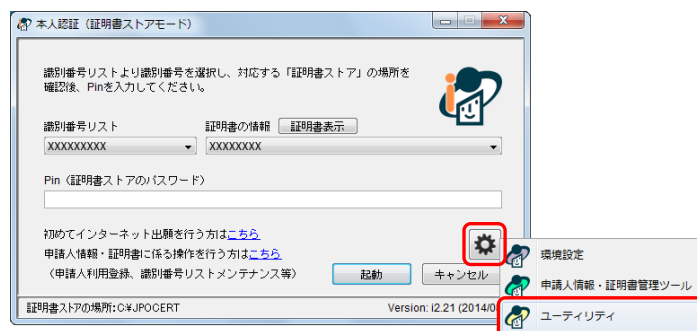 本人認証（証明書ストアモード）
識別番号リストより識別番号を選択し、対応する「証明書ストア」の場所を
確認後、Pinを入力してください。
識別番号リスト 証明書の情報 証明書表示
XXXXXXXXX XXXXXXXX
Pin（証明書ストアのパスワード）
初めてインターネット出願を行う方はこちら
申請人情報・証明書に係る操作を行う方はこちら
（申請人利用登録、識別番号リストメンテナンス等） 起動 キャンセル
証明書ストアの場所:C¥JPOCERT Version: i2.21 (2014/0
環境設定
申請人情報・証明書管理ツール
ユーティリティ